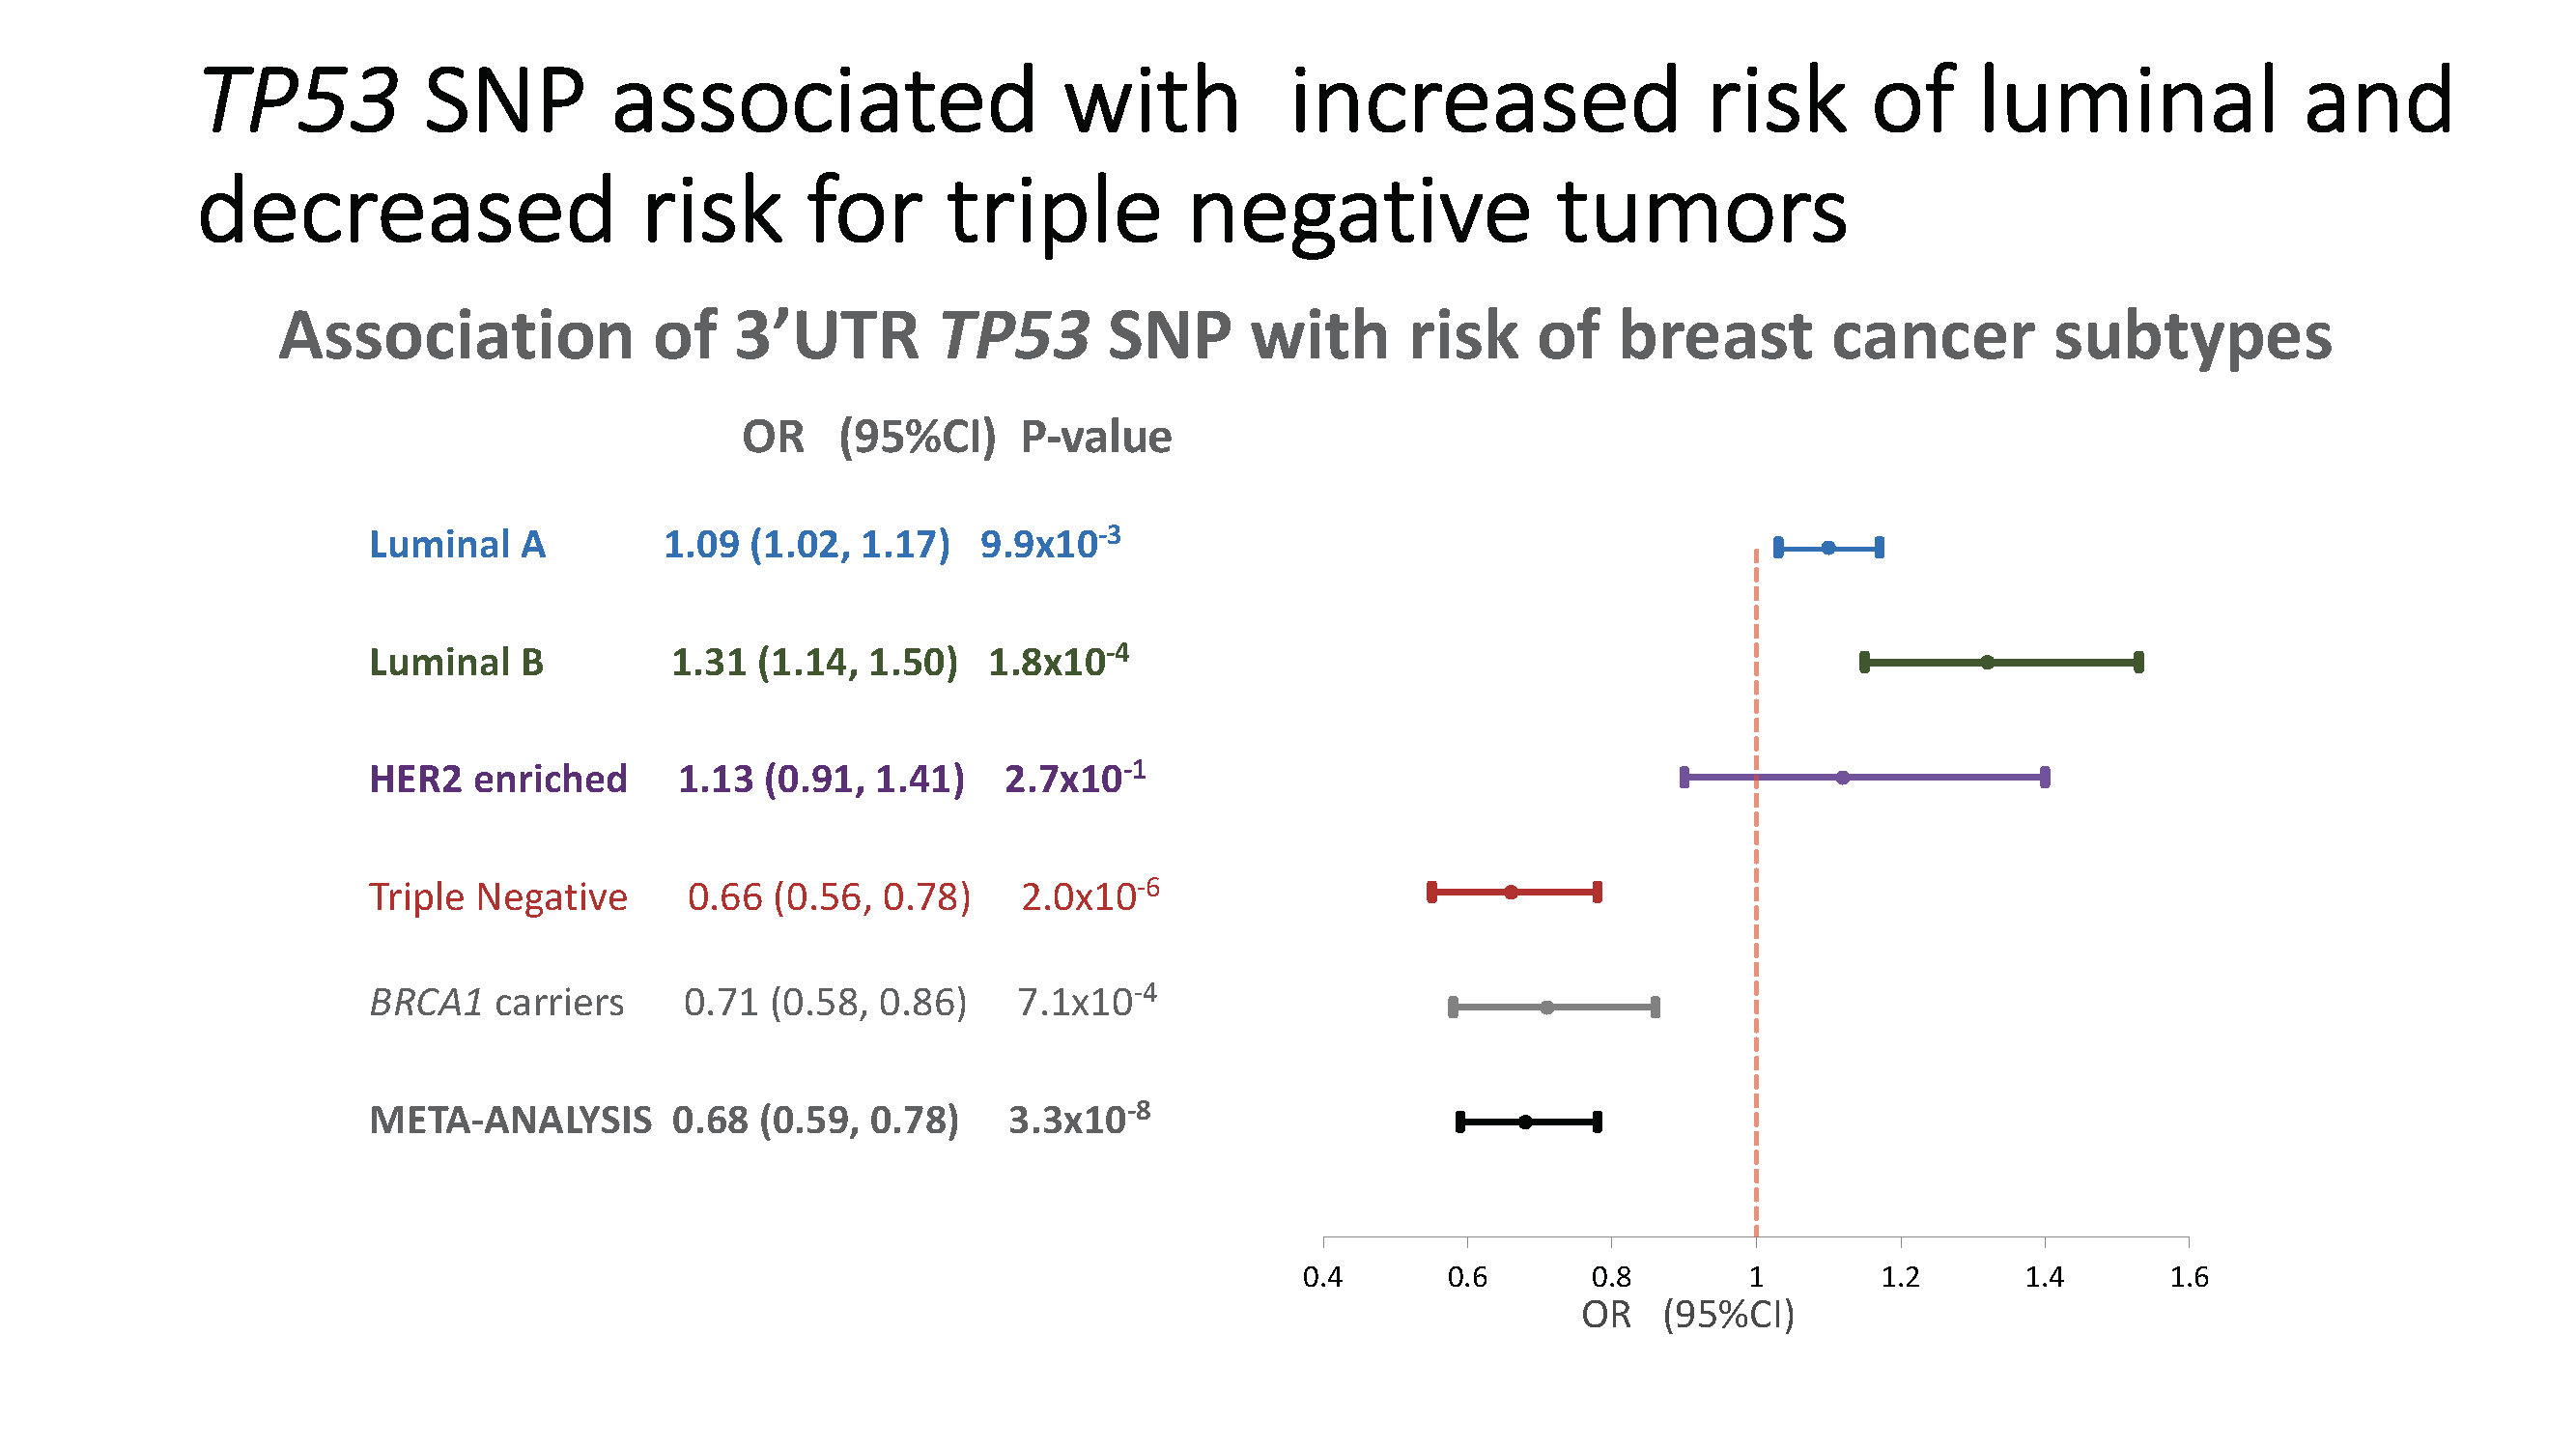 TP53 SNP associated with increased risk of luminal and
decreased risk for triple negative tumors
Association of 3’UTR TP53 SNP with risk of breast cancer subtypes
OR (95%CI) P-value
Luminal A 1.09 (1.02, 1.17) 9.9x10-3
Luminal B 1.31 (1.14, 1.50) 1.8x10-4
HER2 enriched 1.13 (0.91, 1.41) 2.7x10-1
Triple Negative 0.66 (0.56, 0.78) 2.0x10-6
BRCA1 carriers 0.71 (0.58, 0.86) 7.1x10-4
META-ANALYSIS 0.68 (0.59, 0.78) 3.3x10-8
0.4 0.6 0.8 1 1.2 1.4 1.6
OR (95%CI)